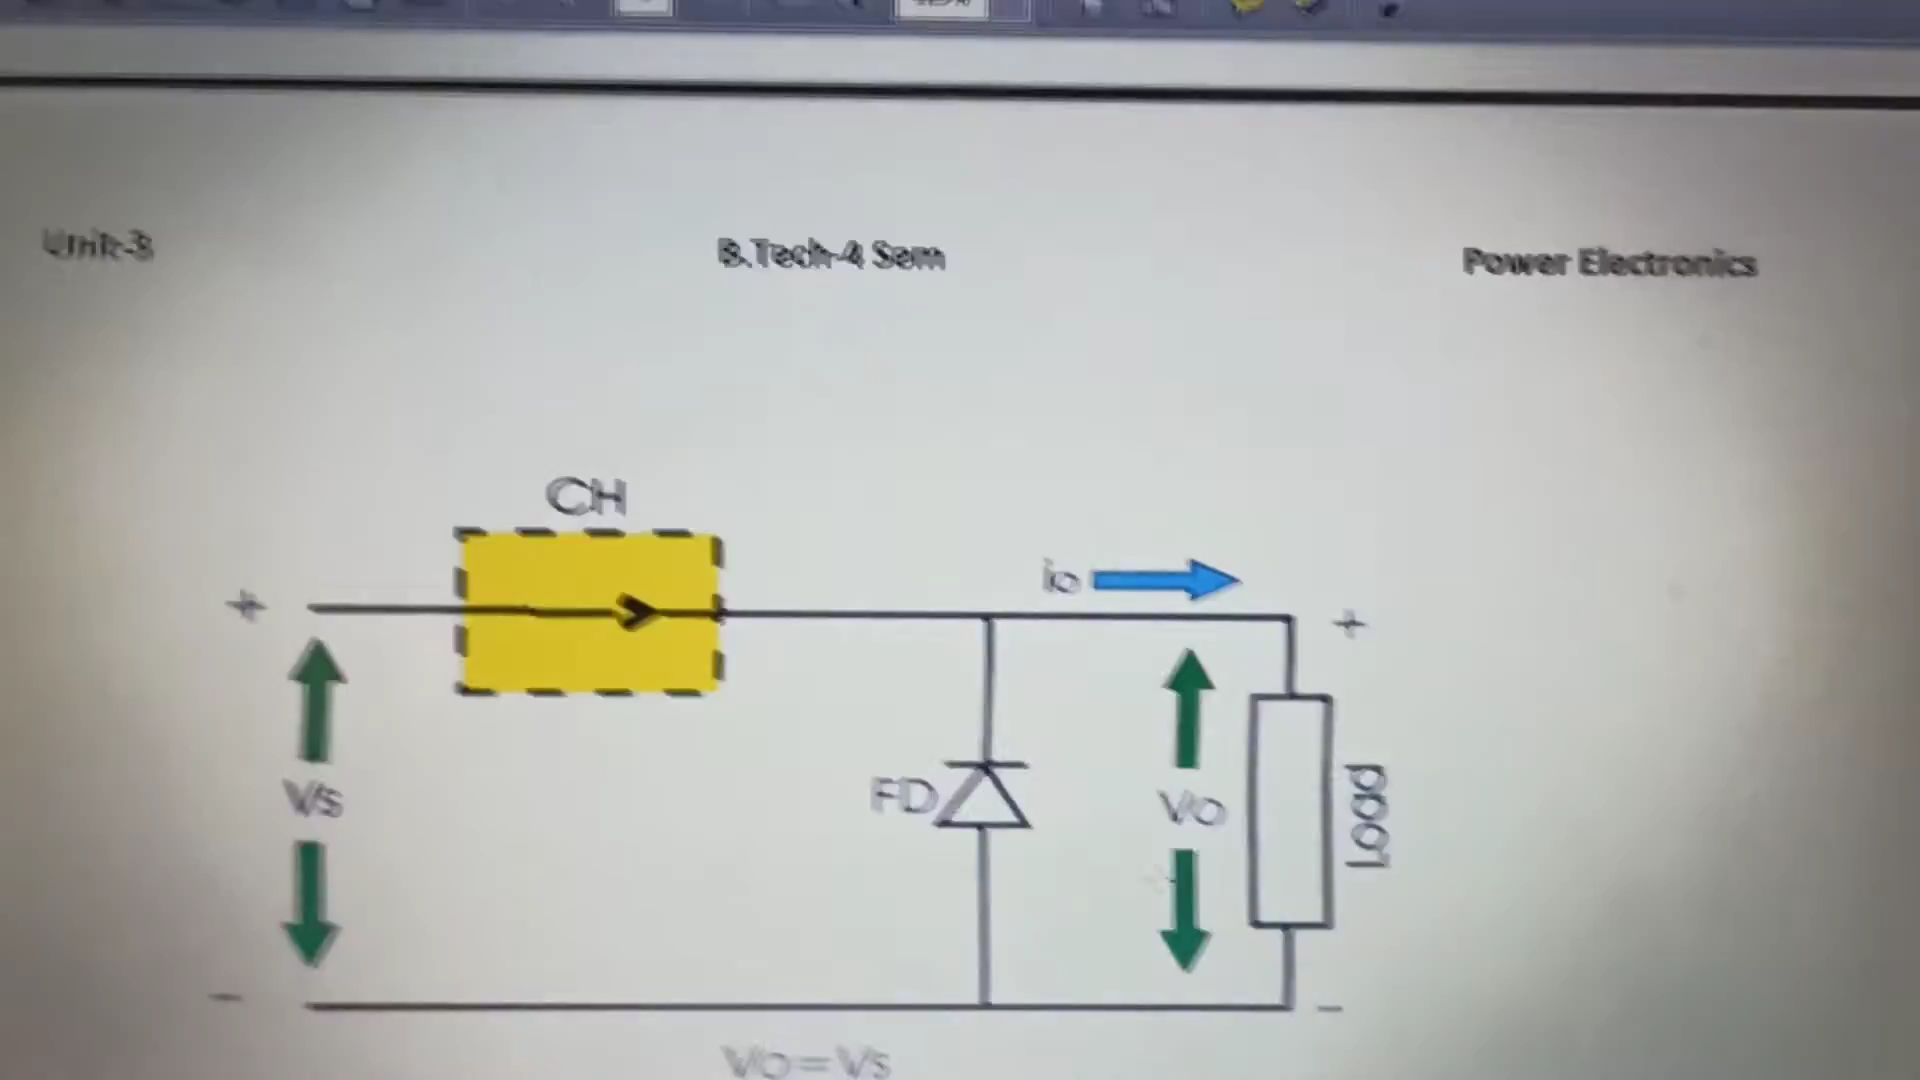 Unit-3
B.Tech-4 Sem
Power Electronics
CH
io
+
+
Vs
FD
VO
Load
-
-
VO=Vs